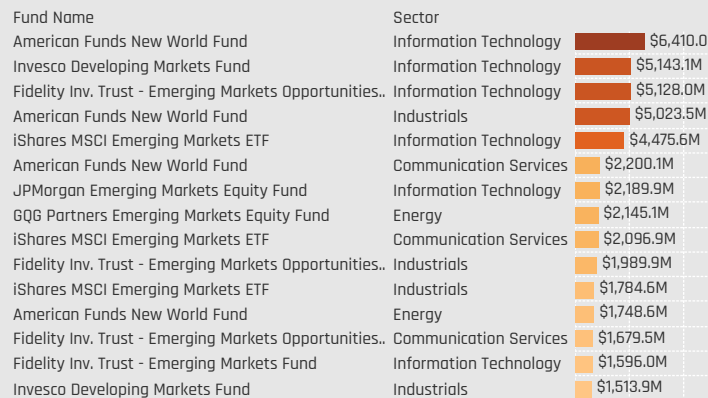 Fund Name Sector
American Funds New World Fund Information Technology $6,410.0
Invesco Developing Markets Fund Information Technology $5,143.1M
Fidelity Inv. Trust - Emerging Markets Opportunities.. Information Technology $5,128.0M
American Funds New World Fund Industrials $5,023.5M
iShares MSCI Emerging Markets ETF Information Technology $4,475.6M
American Funds New World Fund Communication Services $2,200.1M
JPMorgan Emerging Markets Equity Fund Information Technology $2,189.9M
GQG Partners Emerging Markets Equity Fund Energy $2,145.1M
iShares MSCI Emerging Markets ETF Communication Services $2,096.9M
Fidelity Inv. Trust - Emerging Markets Opportunities.. Industrials $1,989.9M
iShares MSCI Emerging Markets ETF Industrials $1,784.6M
American Funds New World Fund Energy $1,748.6M
Fidelity Inv. Trust - Emerging Markets Opportunities.. Communication Services $1,679.5M
Fidelity Inv. Trust - Emerging Markets Fund Information Technology $1,596.0M
Invesco Developing Markets Fund Industrials $1,513.9M